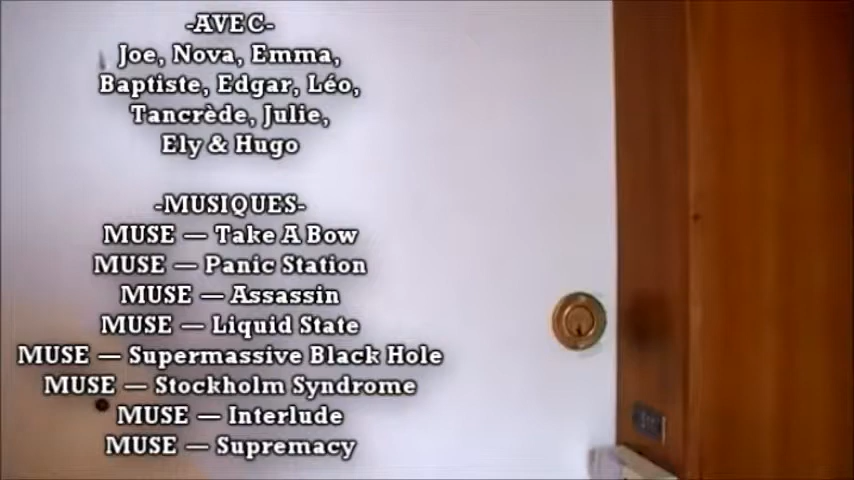 -AVEC-
Joe, Nova, Emma,
Baptiste, Edgar, Léo,
Tancrède, Julie,
Ely & Hugo
-MUSIQUES-
MUSE — Take A Bow
MUSE — Panic Station
MUSE — Assassin
MUSE — Liquid State
MUSE — Supermassive Black Hole
MUSE — Stockholm Syndrome
MUSE — Interlude
MUSE — Supremacy